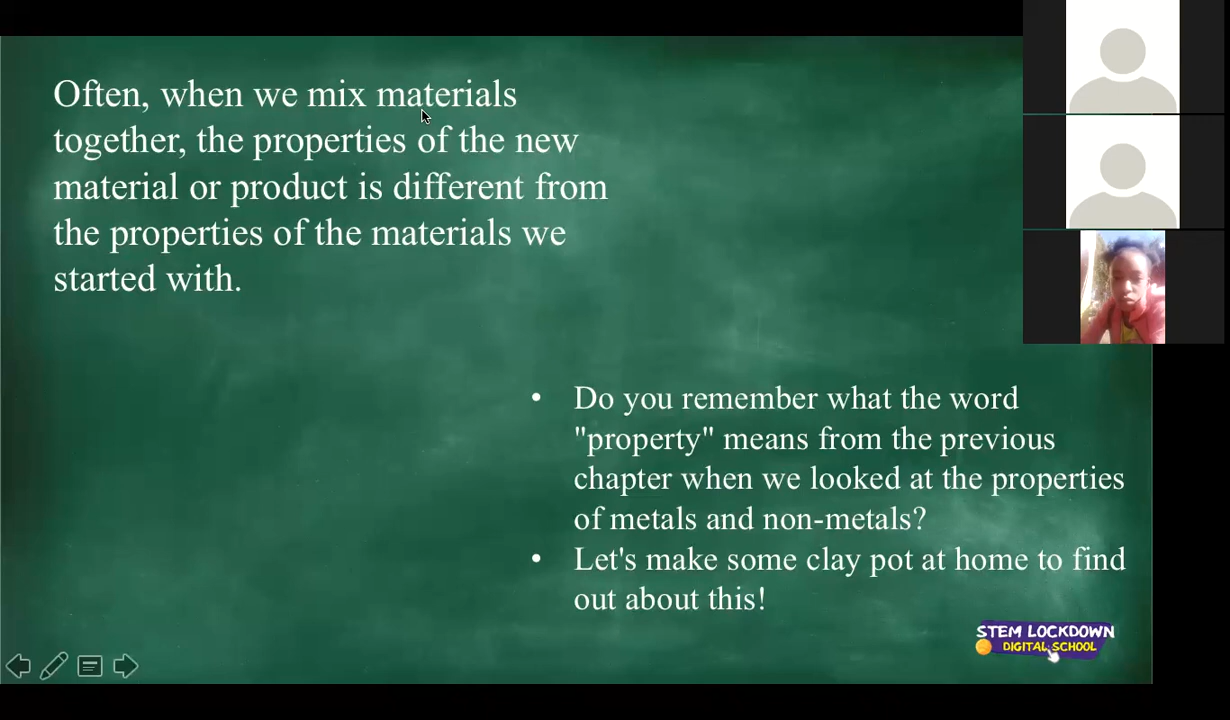 Often, when we mix materials
together, the properties of the new
material or product is different from
the properties of the materials we
started with.
• Do you remember what the word
"property" means from the previous
chapter when we looked at the properties
of metals and non-metals?
• Let's make some clay pot at home to find
out about this!
STEM LOCKDOWN
DIGITAL SCHOOL